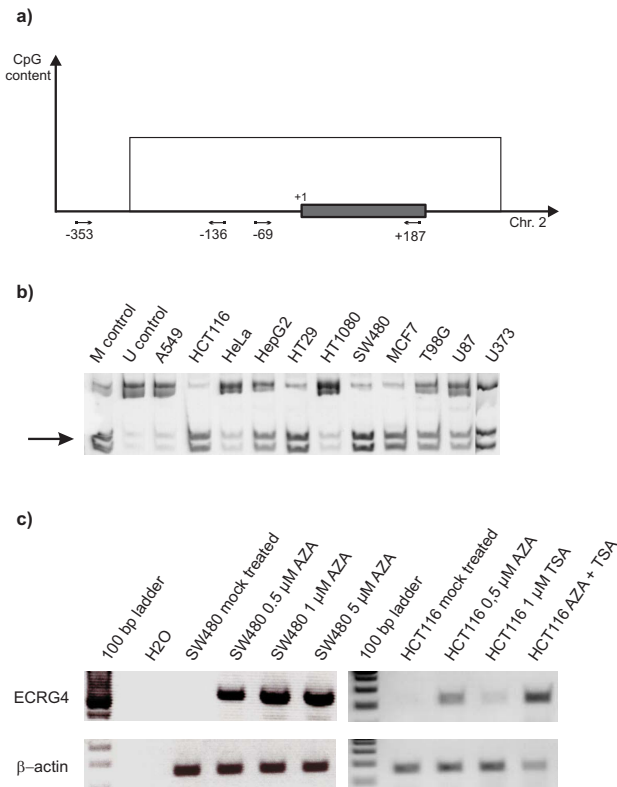 a)
CpG
content
+1
Chr. 2
-353
-136
-69
+187
b)
M control
U control
A549
HCT116
HeLa
HepG2
HT29
HT1080
SW480
MCF7
T98G
U87
U373
c)
100 bp ladder
H2O
SW480 mock treated
SW480 0.5 µM AZA
SW480 1 µM AZA
SW480 5 µM AZA
100 bp ladder
HCT116 mock treated
HCT116 0,5 µM AZA
HCT116 1 µM TSA
HCT116 AZA + TSA
ECRG4
β–actin